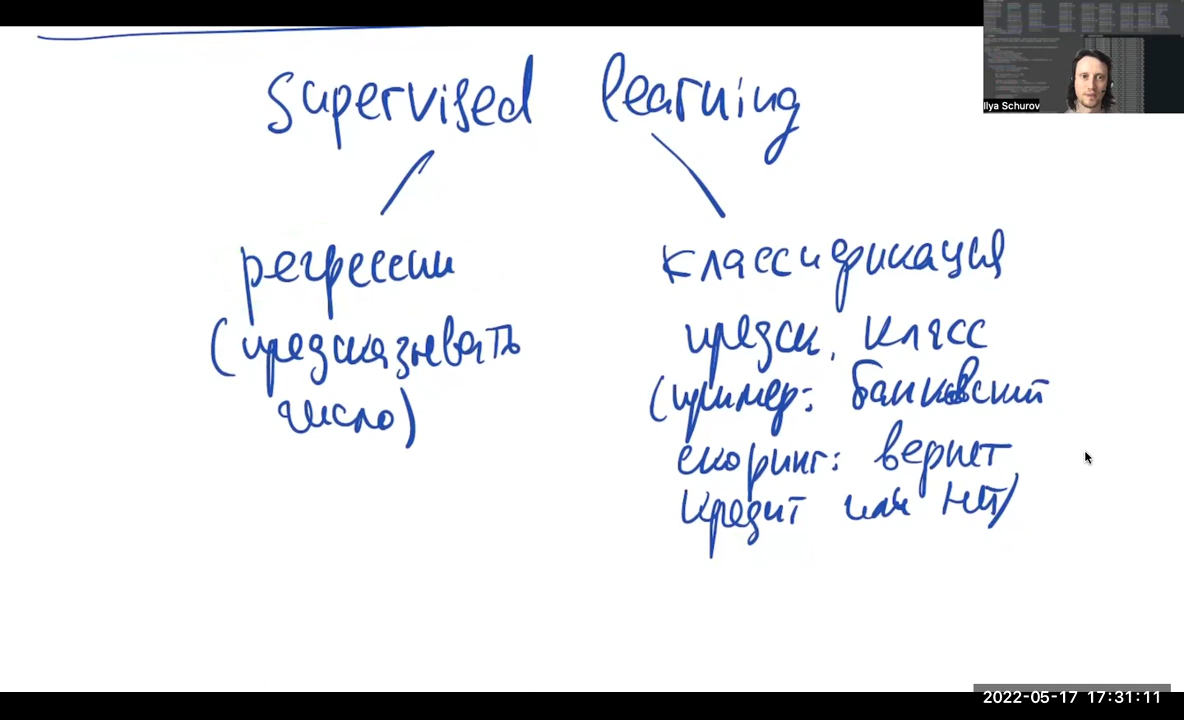 Ilya Schurov
supervised learning
регрессии
(предсказывать
число)
классификация
предск. класс
(пример: банковский
скоринг: вернет
кредит или нет)
2022-05-17 17:31:11